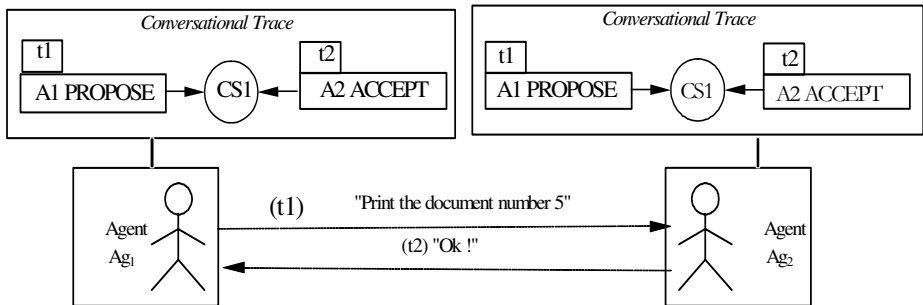 Conversational Trace
t1
t2
A1 PROPOSE
CS1
A2 ACCEPT
Conversational Trace
t1
t2
A1 PROPOSE
CS1
A2 ACCEPT
Agent
Ag1
(t1)
"Print the document number 5"
(t2) "Ok !"
Agent
Ag2